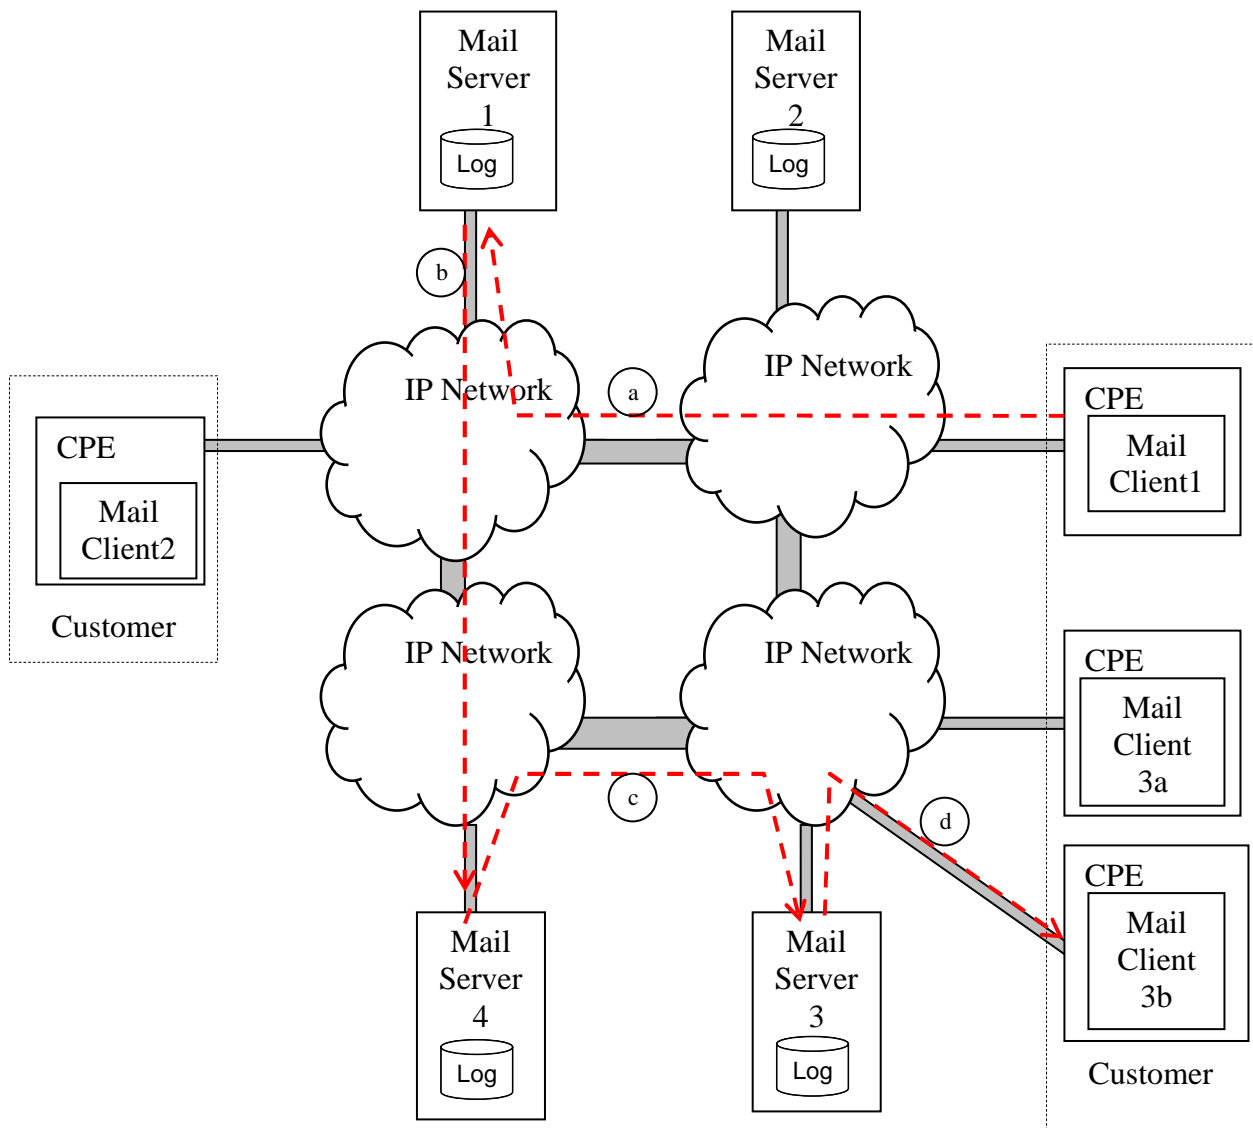 Mail
Server
1
Log
Mail
Server
2
Log
b
IP Network
a
IP Network
CPE
Mail
Client1
CPE
Mail
Client2
Customer
IP Network
IP Network
CPE
Mail
Client
3a
c
d
CPE
Mail
Client
3b
Customer
Mail
Server
4
Log
Mail
Server
3
Log